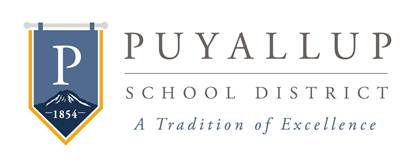 P
1854
PUYALLUP
SCHOOL DISTRICT
A Tradition of Excellence